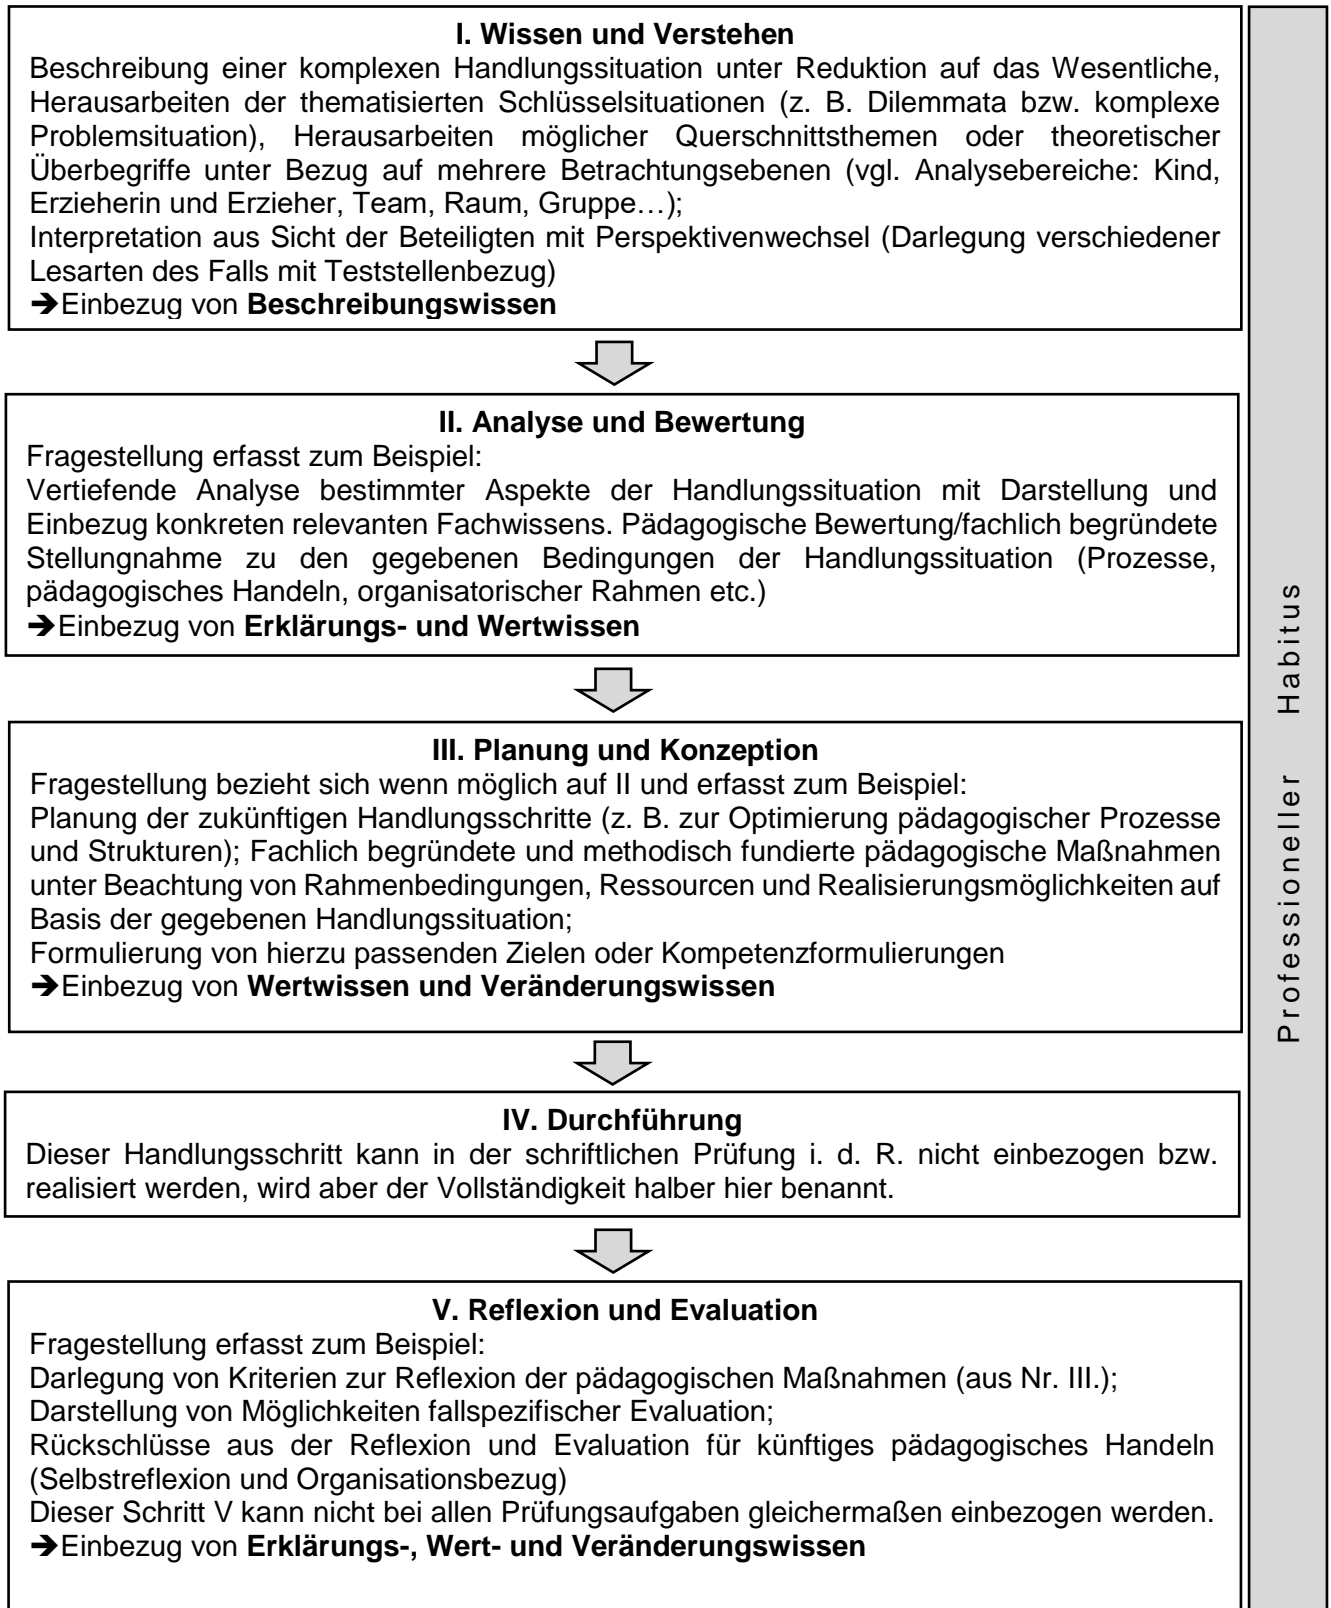 I. Wissen und Verstehen
Beschreibung einer komplexen Handlungssituation unter Reduktion auf das Wesentliche,
Herausarbeiten der thematisierten Schlüsselsituationen (z. B. Dilemmata bzw. komplexe
Problemsituation), Herausarbeiten möglicher Querschnittsthemen oder theoretischer
Überbegriffe unter Bezug auf mehrere Betrachtungsebenen (vgl. Analysebereiche: Kind,
Erzieherin und Erzieher, Team, Raum, Gruppe…);
Interpretation aus Sicht der Beteiligten mit Perspektivenwechsel (Darlegung verschiedener
Lesarten des Falls mit Teststellenbezug)
➔Einbezug von Beschreibungswissen
II. Analyse und Bewertung
Fragestellung erfasst zum Beispiel:
Vertiefende Analyse bestimmter Aspekte der Handlungssituation mit Darstellung und
Einbezug konkreten relevanten Fachwissens. Pädagogische Bewertung/fachlich begründete
Stellungnahme zu den gegebenen Bedingungen der Handlungssituation (Prozesse,
pädagogisches Handeln, organisatorischer Rahmen etc.)
➔Einbezug von Erklärungs- und Wertwissen
III. Planung und Konzeption
Fragestellung bezieht sich wenn möglich auf II und erfasst zum Beispiel:
Planung der zukünftigen Handlungsschritte (z. B. zur Optimierung pädagogischer Prozesse
und Strukturen); Fachlich begründete und methodisch fundierte pädagogische Maßnahmen
unter Beachtung von Rahmenbedingungen, Ressourcen und Realisierungsmöglichkeiten auf
Basis der gegebenen Handlungssituation;
Formulierung von hierzu passenden Zielen oder Kompetenzformulierungen
➔Einbezug von Wertwissen und Veränderungswissen
IV. Durchführung
Dieser Handlungsschritt kann in der schriftlichen Prüfung i. d. R. nicht einbezogen bzw.
realisiert werden, wird aber der Vollständigkeit halber hier benannt.
V. Reflexion und Evaluation
Fragestellung erfasst zum Beispiel:
Darlegung von Kriterien zur Reflexion der pädagogischen Maßnahmen (aus Nr. III.);
Darstellung von Möglichkeiten fallspezifischer Evaluation;
Rückschlüsse aus der Reflexion und Evaluation für künftiges pädagogisches Handeln
(Selbstreflexion und Organisationsbezug)
Dieser Schritt V kann nicht bei allen Prüfungsaufgaben gleichermaßen einbezogen werden.
➔Einbezug von Erklärungs-, Wert- und Veränderungswissen
Professioneller Habitus